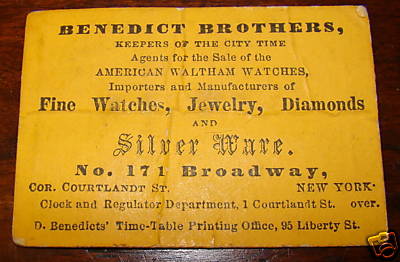 BENEDICT BROTHERS,
KEEPERS OF THE CITY TIME
Agents for the Sale of the
AMERICAN WALTHAM WATCHES,
Importers and Manufacturers of
Fine Watches, Jewelry, Diamonds
AND
Silver Ware.
No. 171 Broadway,
COR. COURTLANDT ST. NEW YORK
Clock and Regulator Department, 1 Courtlandt St. over.
D. Benedicts' Time-Table Printing Office, 95 Liberty St.